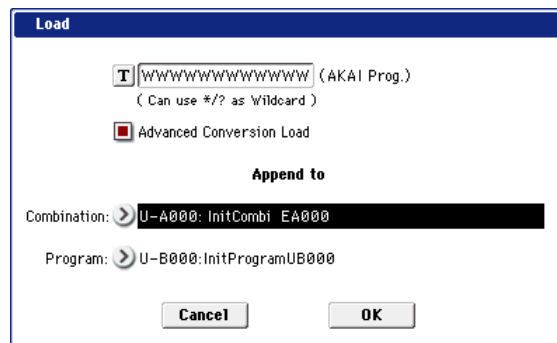 Load
T WWWWWWWWWWWW (AKAI Prog.)
( Can use */? as Wildcard )
Advanced Conversion Load
Append to
Combination: U-A000: InitCombi EA000
Program: U-B000:InitProgramUB000
Cancel OK